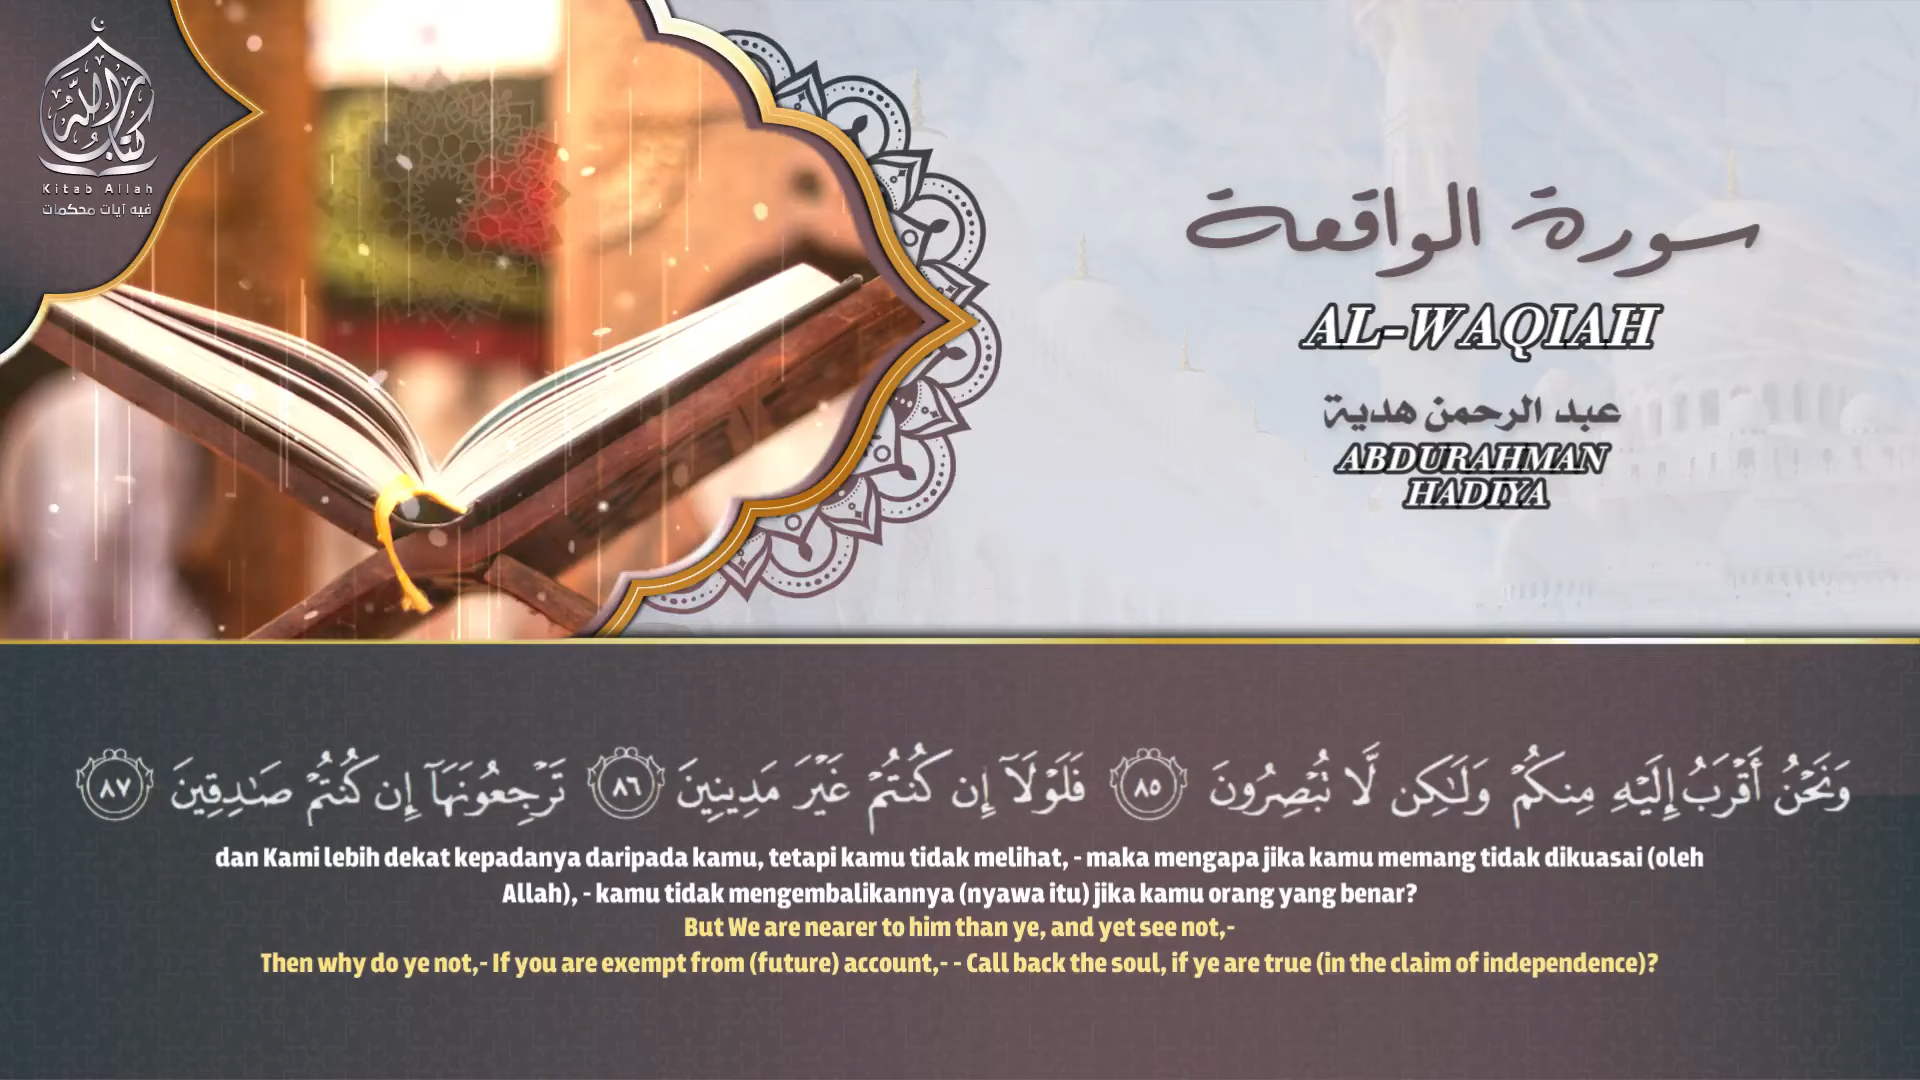 كتاب الله
Kitab Allah
فيه آيات محكمات
سورة الواقعة
AL-WAQIAH
عبد الرحمن هدية
ABDURAHMAN
HADIYA
وَنَحْنُ أَقْرَبُ إِلَيْهِ مِنكُمْ وَلَـٰكِن لَّا تُبْصِرُونَ ٨٥ فَلَوْلَآ إِن كُنتُمْ غَيْرَ مَدِينِينَ ٨٦ تَرْجِعُونَهَآ إِن كُنتُمْ صَـٰدِقِينَ ٨٧
dan Kami lebih dekat kepadanya daripada kamu, tetapi kamu tidak melihat, - maka mengapa jika kamu memang tidak dikuasai (oleh
Allah), - kamu tidak mengembalikannya (nyawa itu) jika kamu orang yang benar?
But We are nearer to him than ye, and yet see not,-
Then why do ye not,- If you are exempt from (future) account,- - Call back the soul, if ye are true (in the claim of independence)?